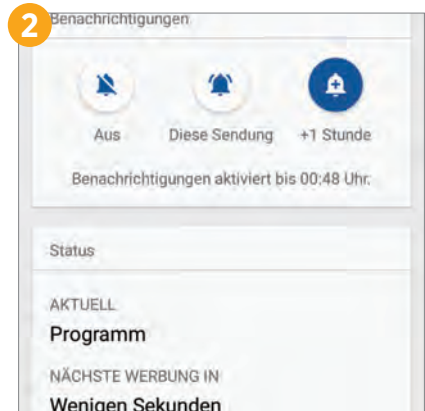 2
Benachrichtigungen
Aus Diese Sendung +1 Stunde
Benachrichtigungen aktiviert bis 00:48 Uhr.
Status
AKTUELL
Programm
NÄCHSTE WERBUNG IN
Wenigen Sekunden